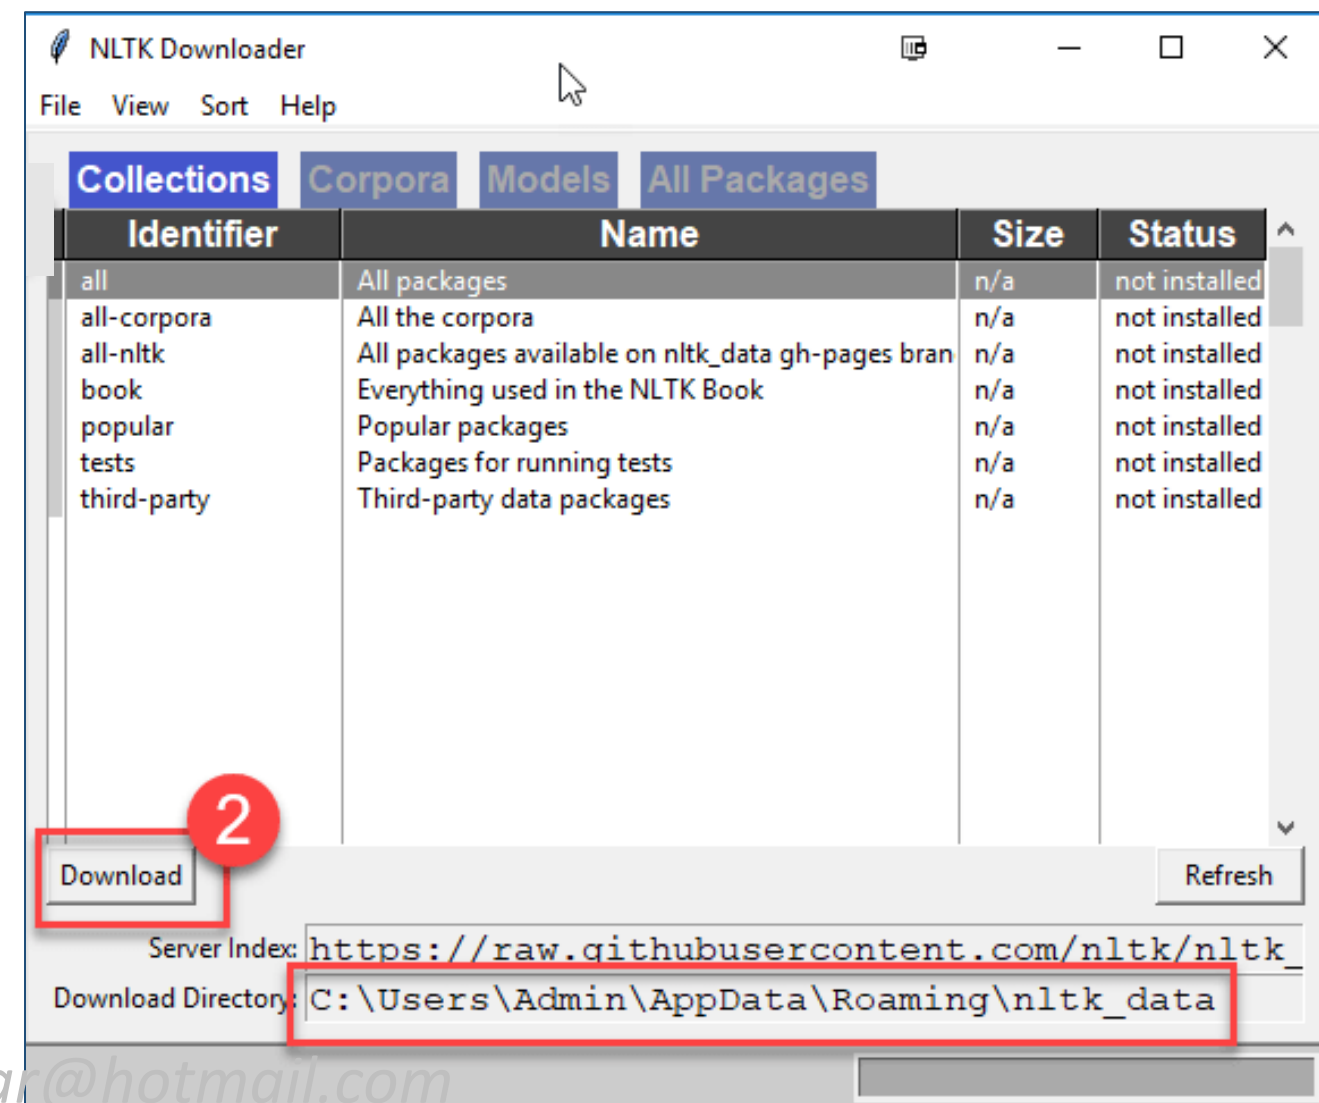 NLTK Downloader
File View Sort Help
Collections Corpora Models All Packages
Identifier Name Size Status
all All packages n/a not installed
all-corpora All the corpora n/a not installed
all-nltk All packages available on nltk_data gh-pages bran n/a not installed
book Everything used in the NLTK Book n/a not installed
popular Popular packages n/a not installed
tests Packages for running tests n/a not installed
third-party Third-party data packages n/a not installed
2
Download Refresh
Server Index: https://raw.githubusercontent.com/nltk/nltk_
Download Directory: C:\Users\Admin\AppData\Roaming\nltk_data
ar@hotmail.com